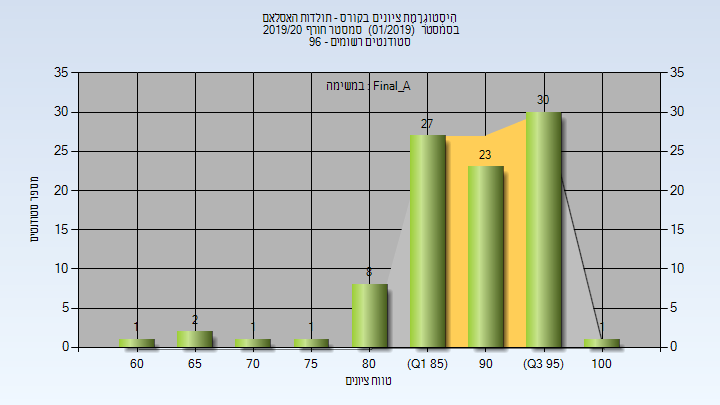 הִיסְטוֹגְרָמַת ציונים בקורס - תולדות האסלאם
בסמסטר (01/2019) סמסטר חורף 2019/20
סטודנטים רשומים - 96
במשימה : Final_A
מספר סטודנטים
35 30 25 20 15 10 5 0
1 2 1 1 8 27 23 30 1
35 30 25 20 15 10 5 0
60 65 70 75 80 (Q1 85) 90 (Q3 95) 100
טווח ציונים